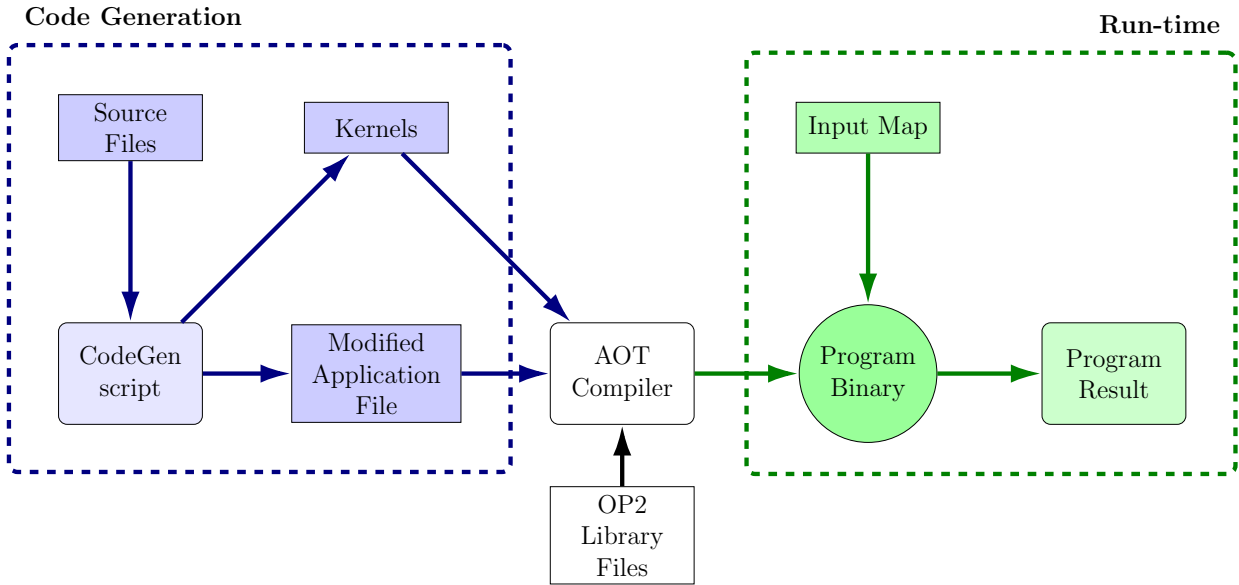 Code Generation
Run-time
Source
Files
Kernels
Input Map
CodeGen
script
Modified
Application
File
AOT
Compiler
Program
Binary
Program
Result
OP2
Library
Files